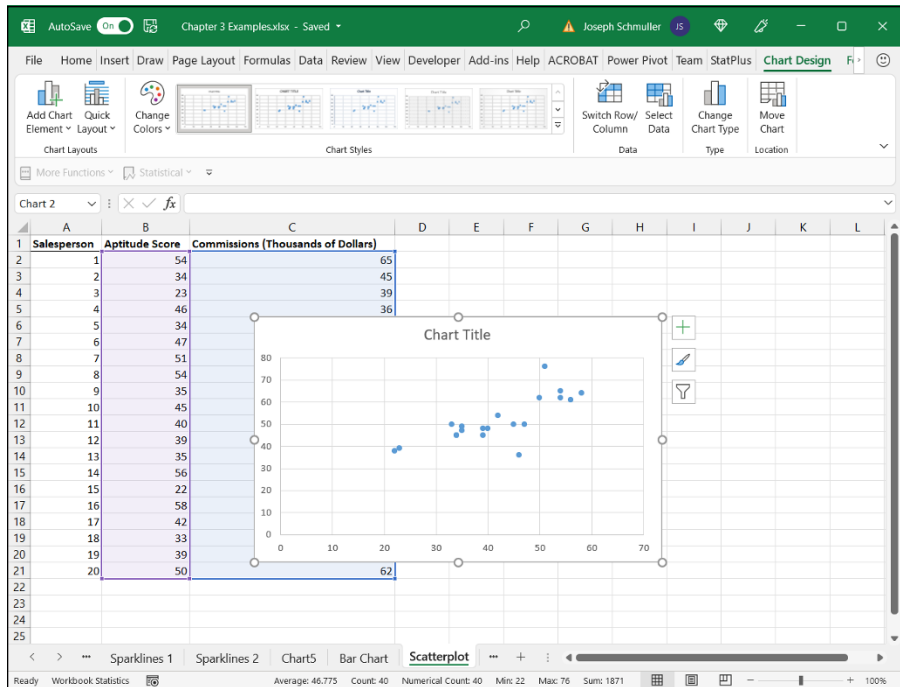 AutoSave On Chapter 3 Examples.xlsx - Saved Joseph Schmuller JS
File Home Insert Draw Page Layout Formulas Data Review View Developer Add-ins Help ACROBAT Power Pivot Team StatPlus Chart Design
Add Chart Element Quick Layout Change Colors Switch Row/ Column Select Data Change Chart Type Move Chart
Chart Layouts Chart Styles Data Type Location
More Functions Statistical
Chart 2 fx
A B C D E F G H I J K L
1 Salesperson Aptitude Score Commissions (Thousands of Dollars)
2 1 54 65
3 2 34 45
4 3 23 39
5 4 46 36
6 5 34
7 6 47
8 7 51
9 8 54
10 9 35
11 10 45
12 11 40
13 12 39
14 13 35
15 14 56
16 15 22
17 16 58
18 17 42
19 18 33
20 19 39
21 20 50 62
22
23
24
25
Chart Title
80
70
60
50
40
30
20
10
0
0 10 20 30 40 50 60 70
Sparklines 1 Sparklines 2 Chart5 Bar Chart Scatterplot
Ready Workbook Statistics Average: 46.775 Count: 40 Numerical Count: 40 Min: 22 Max: 76 Sum: 1871 100%